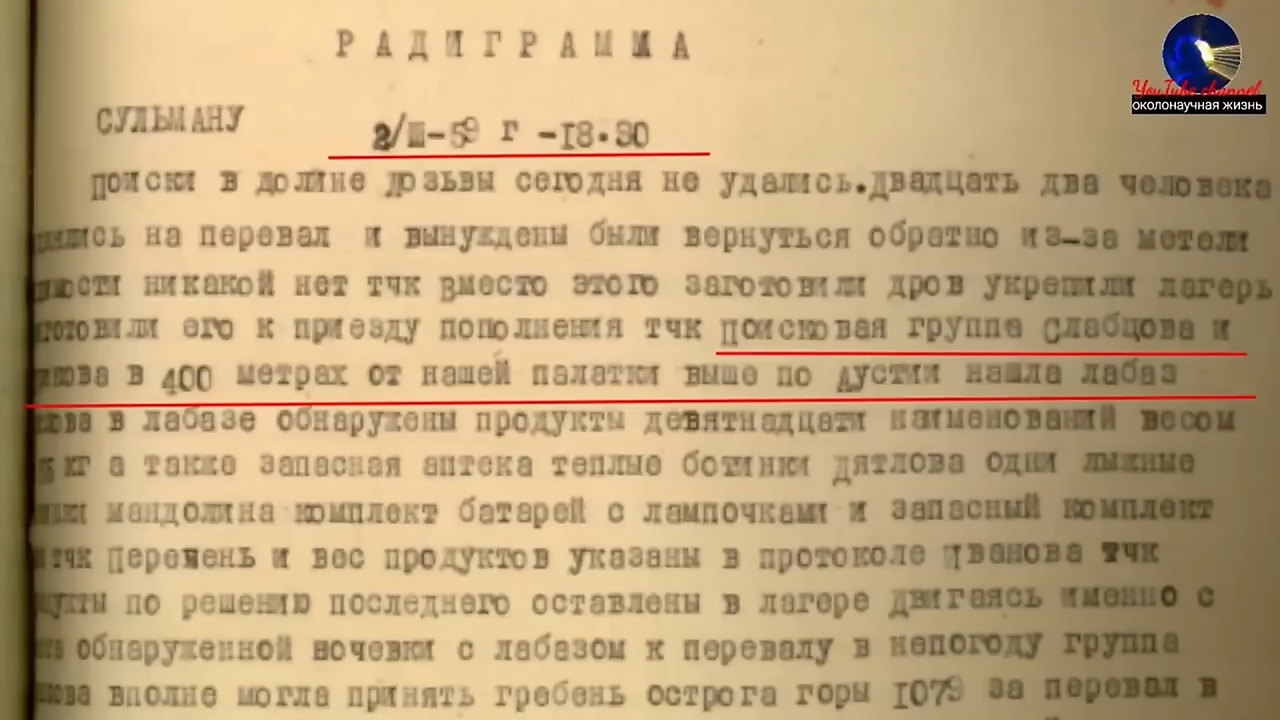 РАДИГРАММА
YouTube channel
околонаучная жизнь
СУЛЬМАНУ
2/Ш-59 г -18.30
Поиски в долине лозьвы сегодня не удались.двадцать два человека
на перевал и вынуждены были вернуться обратно из-за метели
никакой нет тчк вместо этого заготовили дров укрепили лагерь
его к приезду пополнения тчк Поисковая группа Слабцова и
в 400 метрах от нашей палатки выше по Аустии нашла лабаз
в лабазе обнаружены продукты девятнадцати наименований весом
кг а также запасная аптека теплые ботинки дятлова одни лыжные
мандолина комплект батарей с лампочками и запасный комплект
тчк Перечень и вес продуктов указаны в протоколе Иванова тчк
по решению последнего оставлены в лагере двигаясь именно с
обнаруженной ночевки с лабазом к перевалу в непогоду группа
вполне могла принять гребень острога горы 1079 за перевал в